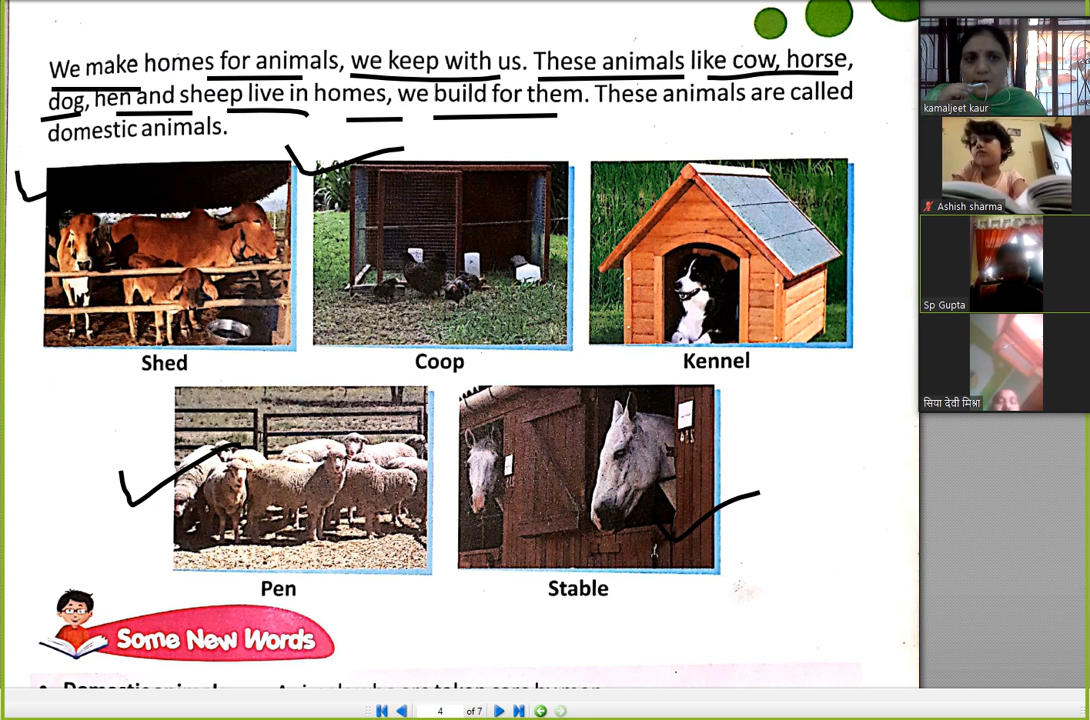 We make homes for animals, we keep with us. These animals like cow, horse,
dog, hen and sheep live in homes, we build for them. These animals are called
domestic animals.
Shed
Coop
Kennel
Pen
Stable
Some New Words
kamaljeet kaur
Ashish sharma
Sp Gupta
सिया देवी मिश्रा
4 of 7